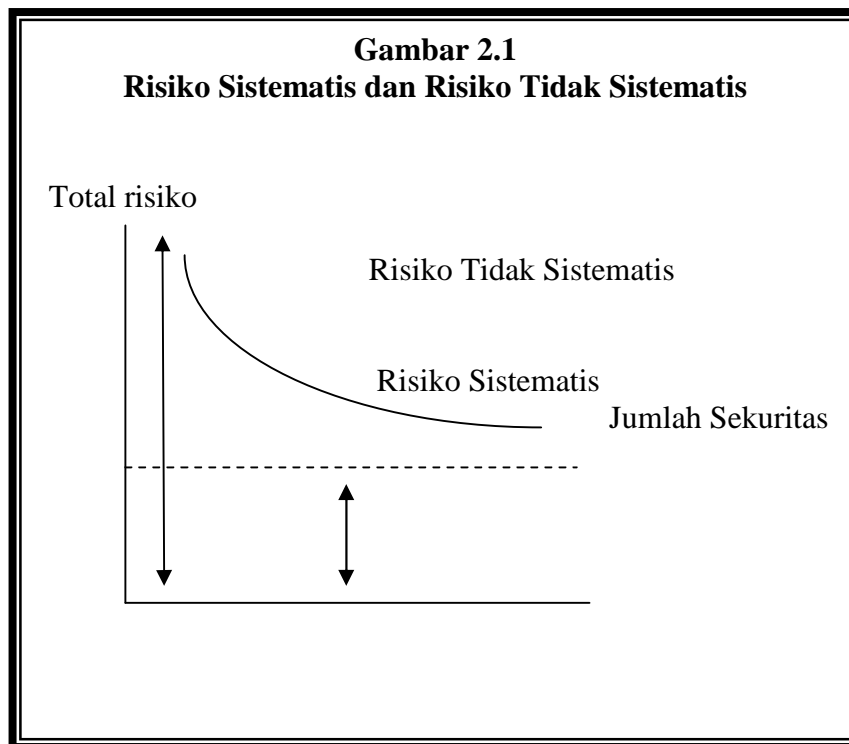 Gambar 2.1
Risiko Sistematis dan Risiko Tidak Sistematis
Total risiko
Risiko Tidak Sistematis
Risiko Sistematis
Jumlah Sekuritas